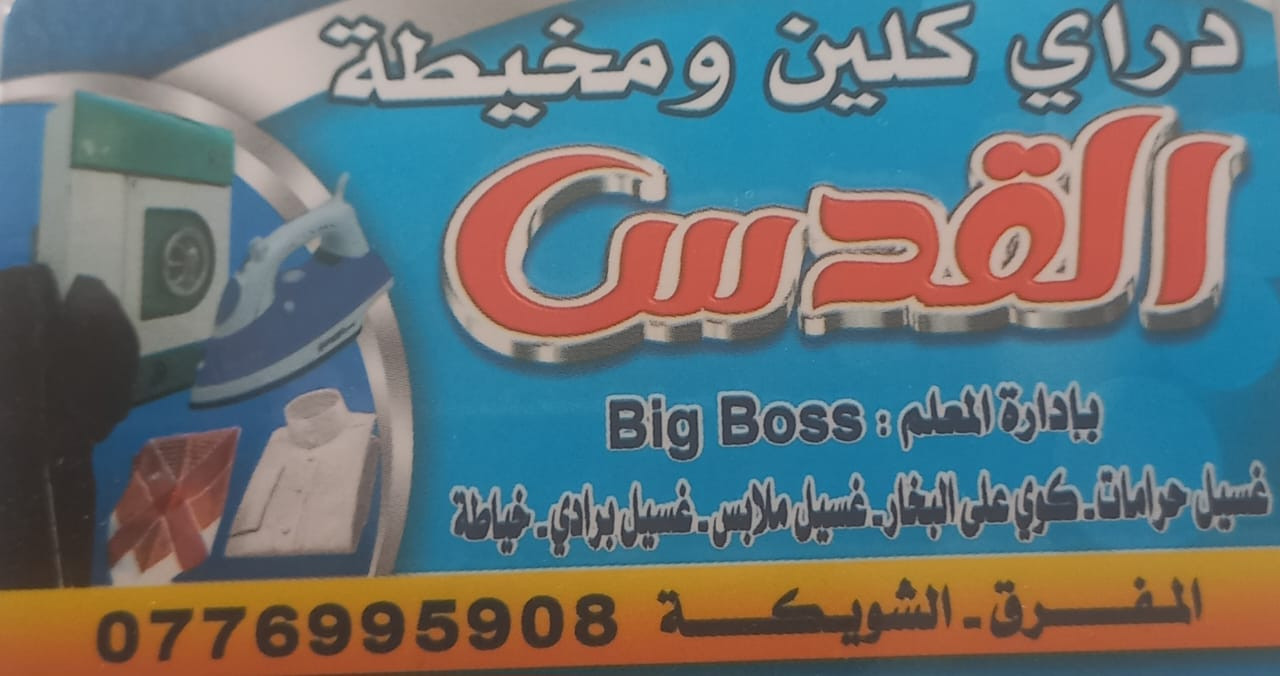 دراي كلين ومخيطة
القدس
بإدارة المعلم : Big Boss
غسيل حرامات - كوي على البخار - غسيل ملابس - غسيل برادي - خياطة
المفرق - الشويكة 0776995908